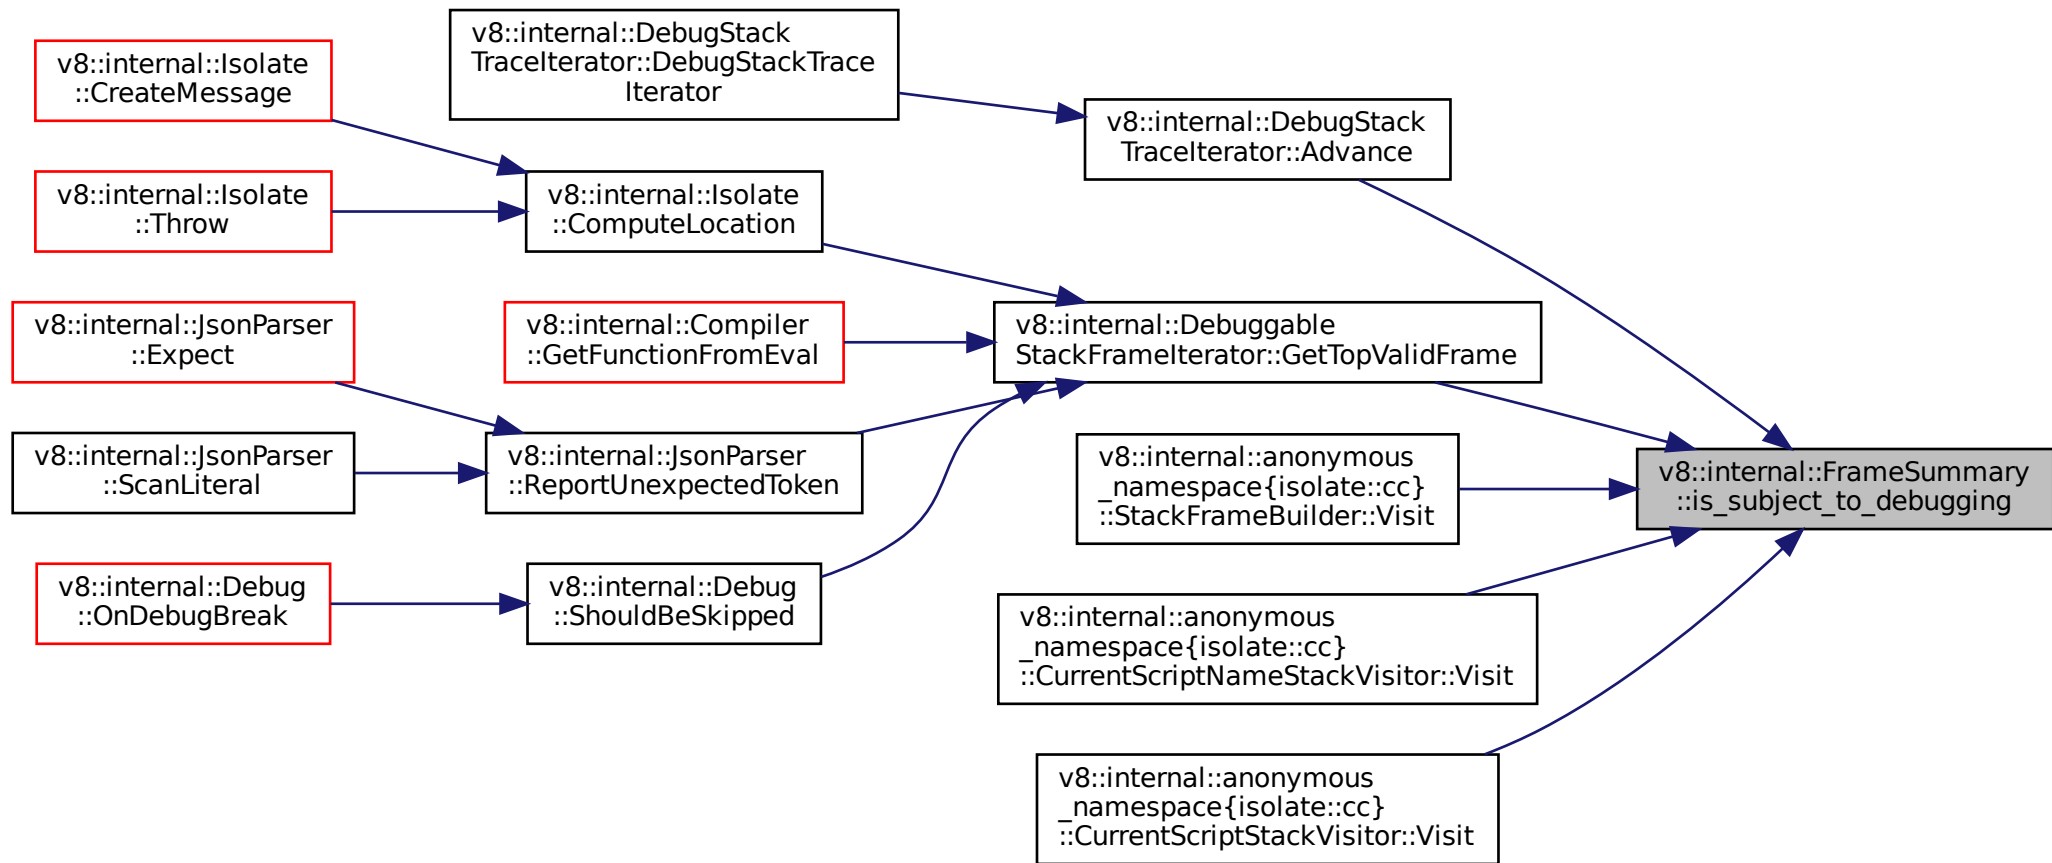 v8::internal::DebugStack
TraceIterator::DebugStackTrace
Iterator
v8::internal::Isolate
::CreateMessage
v8::internal::DebugStack
TraceIterator::Advance
v8::internal::Isolate
::Throw
v8::internal::Isolate
::ComputeLocation
v8::internal::JsonParser
::Expect
v8::internal::Compiler
::GetFunctionFromEval
v8::internal::Debuggable
StackFrameIterator::GetTopValidFrame
v8::internal::JsonParser
::ScanLiteral
v8::internal::JsonParser
::ReportUnexpectedToken
v8::internal::anonymous
_namespace{isolate::cc}
::StackFrameBuilder::Visit
v8::internal::FrameSummary
::is_subject_to_debugging
v8::internal::Debug
::OnDebugBreak
v8::internal::Debug
::ShouldBeSkipped
v8::internal::anonymous
_namespace{isolate::cc}
::CurrentScriptNameStackVisitor::Visit
v8::internal::anonymous
_namespace{isolate::cc}
::CurrentScriptStackVisitor::Visit